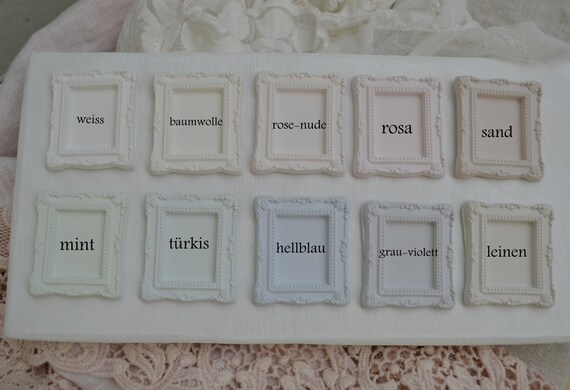 weiss
baumwolle
rose-nude
rosa
sand
mint
türkis
hellblau
grau-violett
leinen